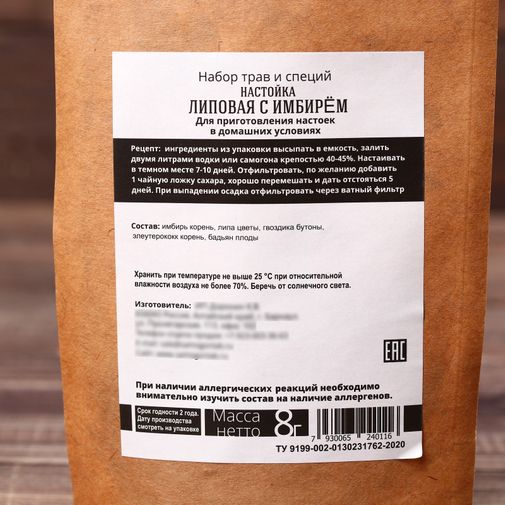 Набор трав и специй
НАСТОЙКА
ЛИПОВАЯ С ИМБИРЁМ
Для приготовления настоек
в домашних условиях
Рецепт: ингредиенты из упаковки высыпать в емкость, залить
двумя литрами водки или самогона крепостью 40-45%. Настаивать
в темном месте 7-10 дней. Отфильтровать, по желанию добавить
1 чайную ложку сахара, хорошо перемешать и дать отстояться 5
дней. При выпадении осадка отфильтровать через ватный фильтр
Состав: имбирь корень, липа цветы, гвоздика бутоны,
элеутерококк корень, бадьян плоды
Хранить при температуре не выше 25 °С при относительной
влажности воздуха не более 70%. Беречь от солнечного света.
Изготовитель:
EAC
При наличии аллергических реакций необходимо
внимательно изучить состав на наличие аллергенов.
Срок годности 2 года.
Дату производства
смотреть на упаковке
Масса
нетто
8г
7 930065 240116
ТУ 9199-002-0130231762-2020